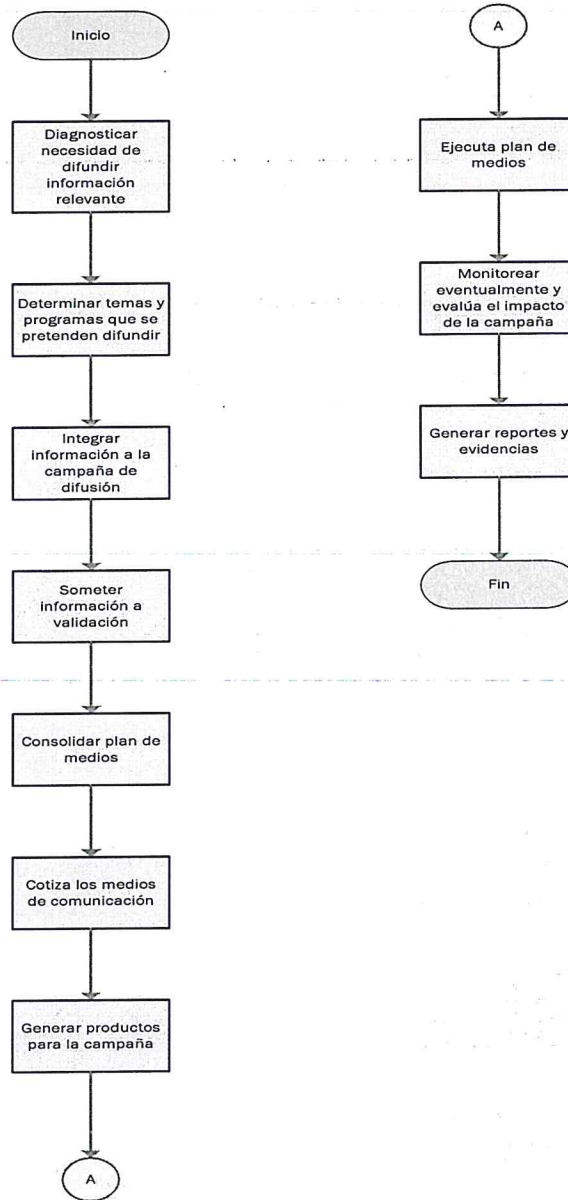 Inicio
Diagnosticar
necesidad de
difundir
información
relevante
Determinar temas y
programas que se
pretenden difundir
Integrar
información a la
campaña de
difusión
Someter
información a
validación
Consolidar plan de
medios
Cotiza los medios
de comunicación
Generar productos
para la campaña
A
A
Ejecuta plan de
medios
Monitorear
eventualmente y
evalúa el impacto
de la campaña
Generar reportes y
evidencias
Fin